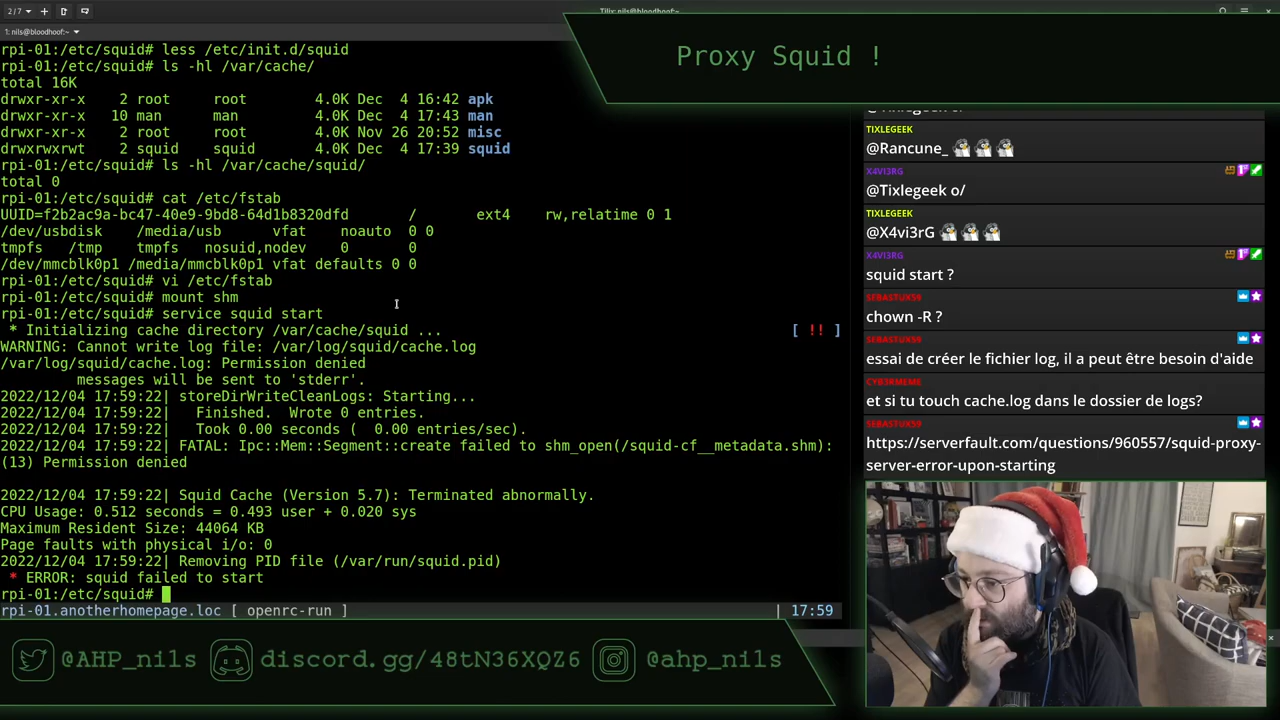 2/7
Tilix: nils@bloodhoof:~
1: nils@bloodhoof:~
Proxy Squid !
rpi-01:/etc/squid# less /etc/init.d/squid
rpi-01:/etc/squid# ls -hl /var/cache/
total 16K
drwxr-xr-x    2 root     root        4.0K Dec  4 16:42 apk
drwxr-xr-x   10 man      man         4.0K Dec  4 17:43 man
drwxr-xr-x    2 root     root        4.0K Nov 26 20:52 misc
drwxrwxrwt    2 squid    squid       4.0K Dec  4 17:39 squid
rpi-01:/etc/squid# ls -hl /var/cache/squid/
total 0
rpi-01:/etc/squid# cat /etc/fstab
UUID=f2b2ac9a-bc47-40e9-9bd8-64d1b8320dfd       /       ext4    rw,relatime 0 1
/dev/usbdisk    /media/usb      vfat    noauto  0 0
tmpfs   /tmp    tmpfs   nosuid,nodev    0       0
/dev/mmcblk0p1 /media/mmcblk0p1 vfat defaults 0 0
rpi-01:/etc/squid# vi /etc/fstab
rpi-01:/etc/squid# mount shm
rpi-01:/etc/squid# service squid start
* Initializing cache directory /var/cache/squid ... [ !! ]
WARNING: Cannot write log file: /var/log/squid/cache.log
/var/log/squid/cache.log: Permission denied
messages will be sent to 'stderr'.
2022/12/04 17:59:22| storeDirWriteCleanLogs: Starting...
2022/12/04 17:59:22|   Finished.  Wrote 0 entries.
2022/12/04 17:59:22|   Took 0.00 seconds (  0.00 entries/sec).
2022/12/04 17:59:22| FATAL: Ipc::Mem::Segment::create failed to shm_open(/squid-cf__metadata.shm):
(13) Permission denied
2022/12/04 17:59:22| Squid Cache (Version 5.7): Terminated abnormally.
CPU Usage: 0.512 seconds = 0.493 user + 0.020 sys
Maximum Resident Size: 44064 KB
Page faults with physical i/o: 0
2022/12/04 17:59:22| Removing PID file (/var/run/squid.pid)
* ERROR: squid failed to start
rpi-01:/etc/squid#
rpi-01.anotherhomepage.loc [ openrc-run ] | 17:59
TIXLEGEEK
@Rancune_
X4VI3RG
@Tixlegeek o/
TIXLEGEEK
@X4vi3rG
X4VI3RG
squid start ?
SEBASTUX59
chown -R ?
SEBASTUX59
essai de créer le fichier log, il a peut être besoin d'aide
CYB3RMEME
et si tu touch cache.log dans le dossier de logs?
SEBASTUX59
https://serverfault.com/questions/960557/squid-proxy-
server-error-upon-starting
@AHP_nils
discord.gg/48tN36XQZ6
@ahp_nils